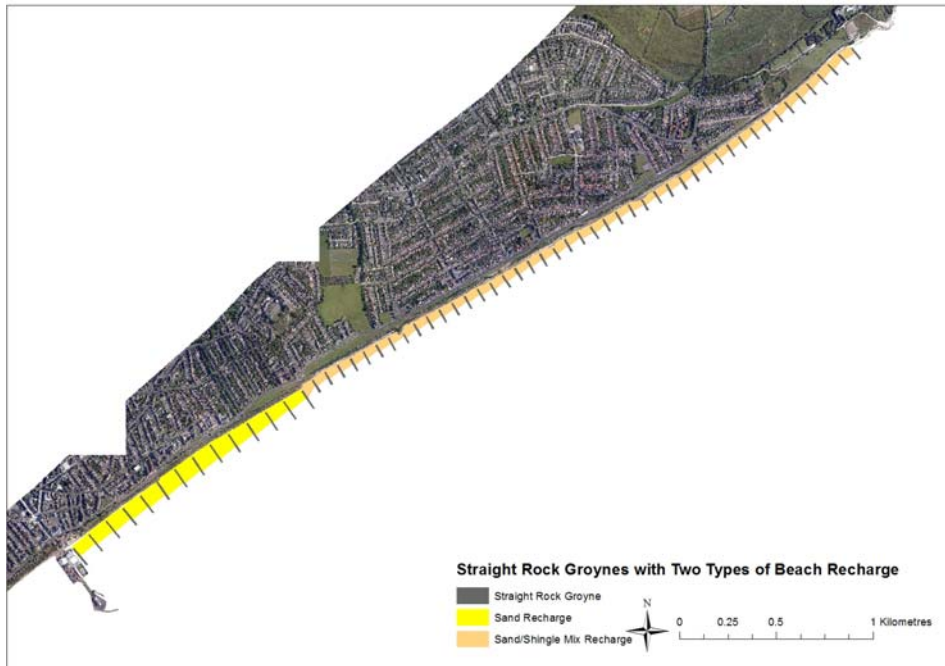 Straight Rock Groynes with Two Types of Beach Recharge
Straight Rock Groyne
Sand Recharge
Sand/Shingle Mix Recharge
N
0 0.25 0.5 1 Kilometres